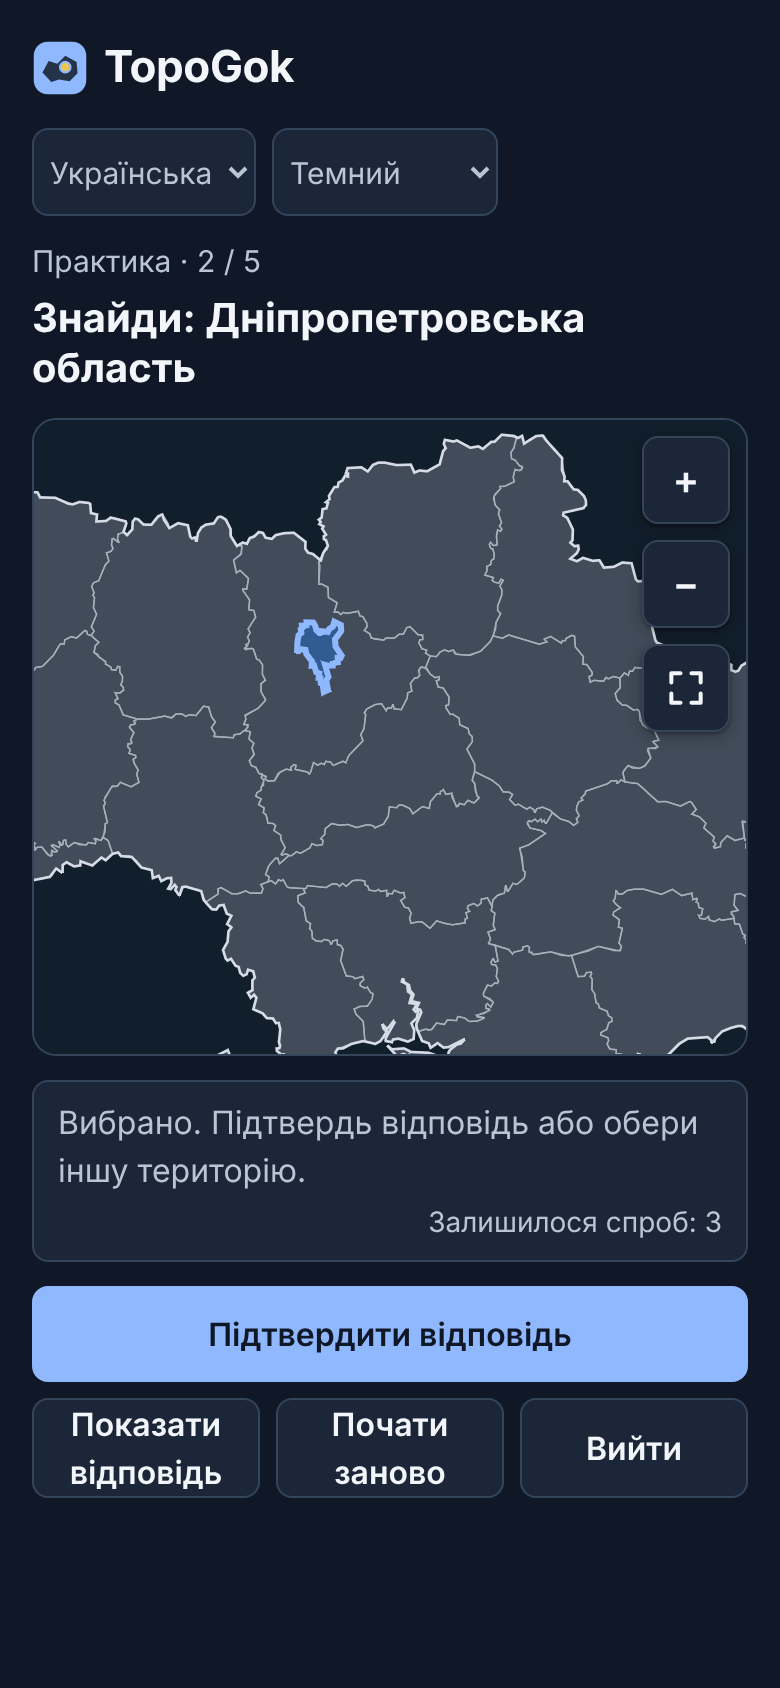 TopoGok
Українська
Темний
Практика · 2 / 5
Знайди: Дніпропетровська
область
+
−
Вибрано. Підтвердь відповідь або обери
іншу територію.
Залишилося спроб: 3
Підтвердити відповідь
Показати
відповідь
Почати
заново
Вийти